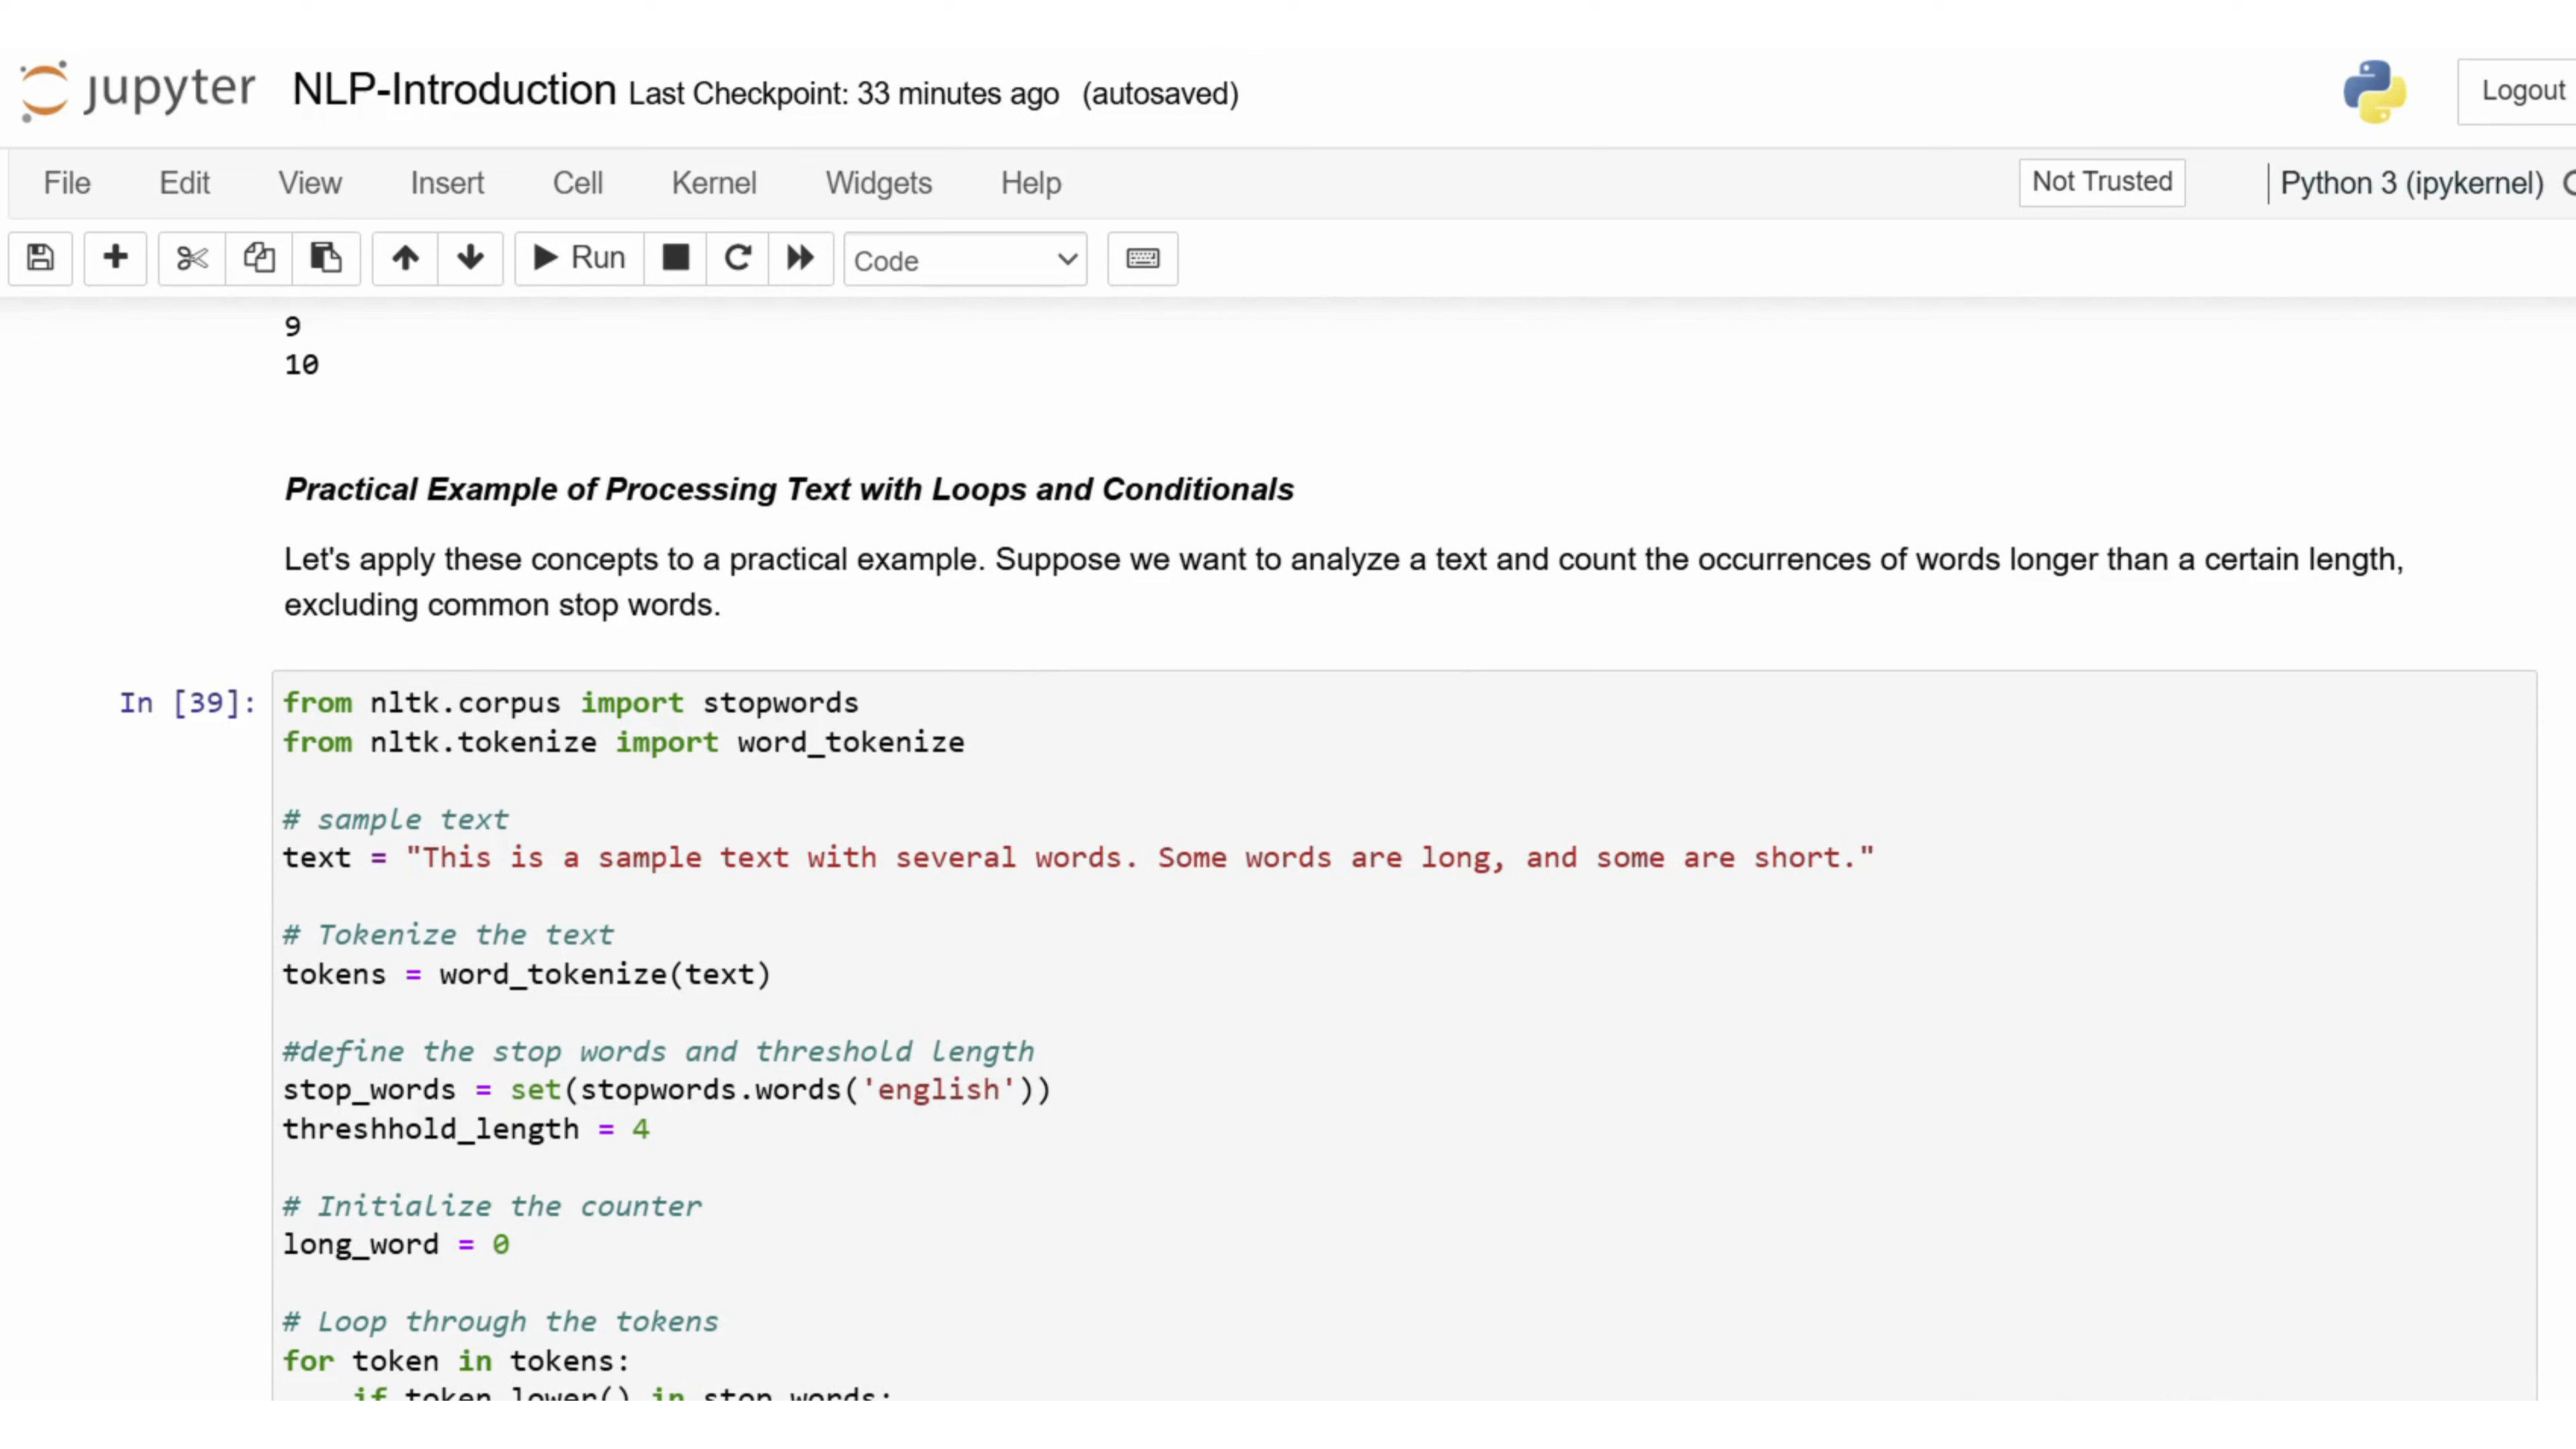 jupyter NLP-Introduction Last Checkpoint: 33 minutes ago (autosaved) Logout
File Edit View Insert Cell Kernel Widgets Help Not Trusted Python 3 (ipykernel)
Run Code
9
10
Practical Example of Processing Text with Loops and Conditionals
Let's apply these concepts to a practical example. Suppose we want to analyze a text and count the occurrences of words longer than a certain length,
excluding common stop words.
In [39]: from nltk.corpus import stopwords
from nltk.tokenize import word_tokenize
# sample text
text = "This is a sample text with several words. Some words are long, and some are short."
# Tokenize the text
tokens = word_tokenize(text)
#define the stop words and threshold length
stop_words = set(stopwords.words('english'))
threshhold_length = 4
# Initialize the counter
long_word = 0
# Loop through the tokens
for token in tokens:
if token.lower() in stop_words: